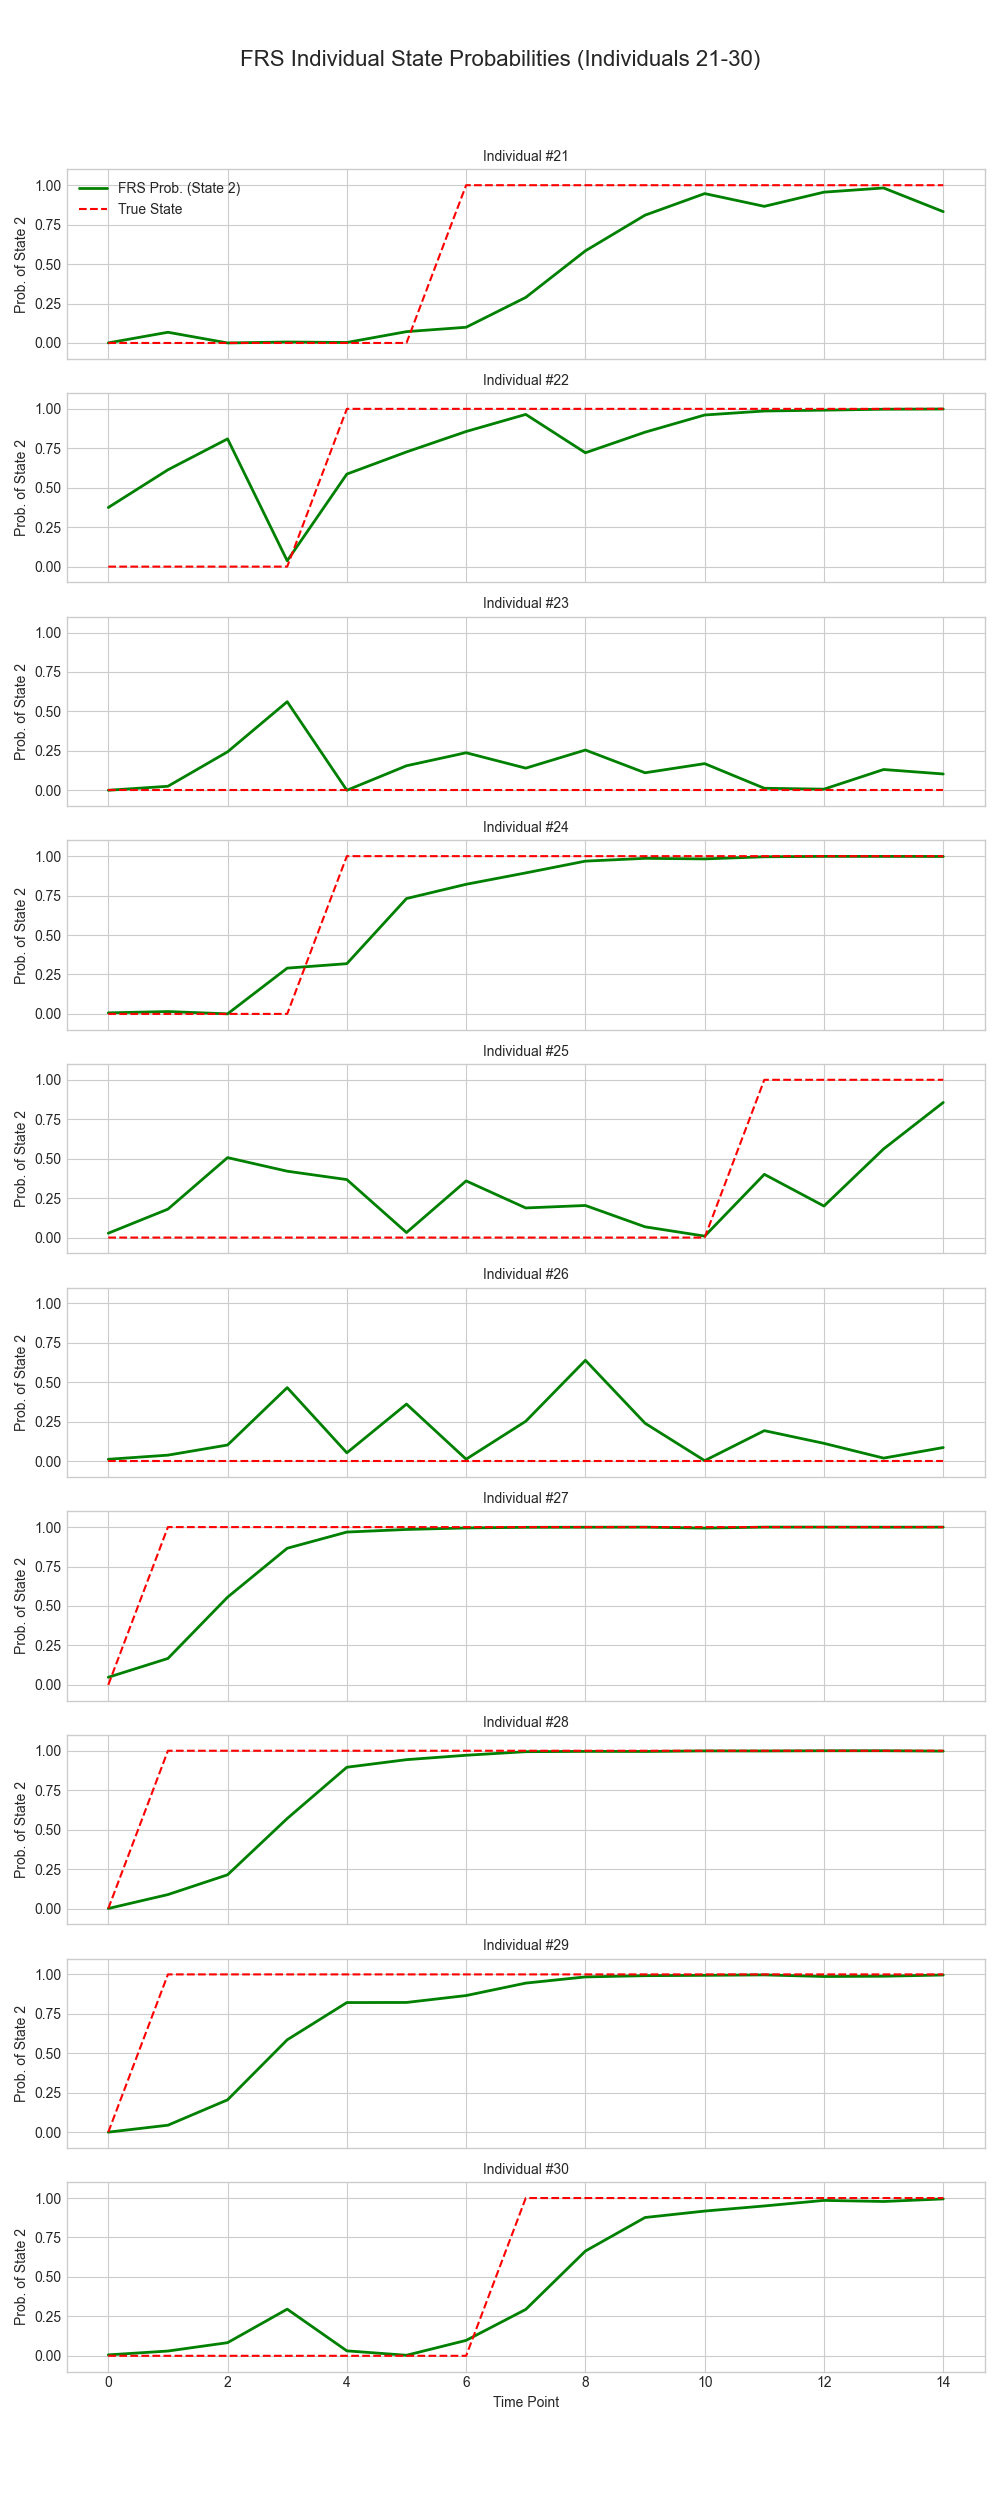 FRS Individual State Probabilities (Individuals 21-30)
Individual #21
FRS Prob. (State 2)
True State
Prob. of State 2
1.00
0.75
0.50
0.25
0.00
Individual #22
Prob. of State 2
1.00
0.75
0.50
0.25
0.00
Individual #23
Prob. of State 2
1.00
0.75
0.50
0.25
0.00
Individual #24
Prob. of State 2
1.00
0.75
0.50
0.25
0.00
Individual #25
Prob. of State 2
1.00
0.75
0.50
0.25
0.00
Individual #26
Prob. of State 2
1.00
0.75
0.50
0.25
0.00
Individual #27
Prob. of State 2
1.00
0.75
0.50
0.25
0.00
Individual #28
Prob. of State 2
1.00
0.75
0.50
0.25
0.00
Individual #29
Prob. of State 2
1.00
0.75
0.50
0.25
0.00
Individual #30
Prob. of State 2
1.00
0.75
0.50
0.25
0.00
0 2 4 6 8 10 12 14
Time Point